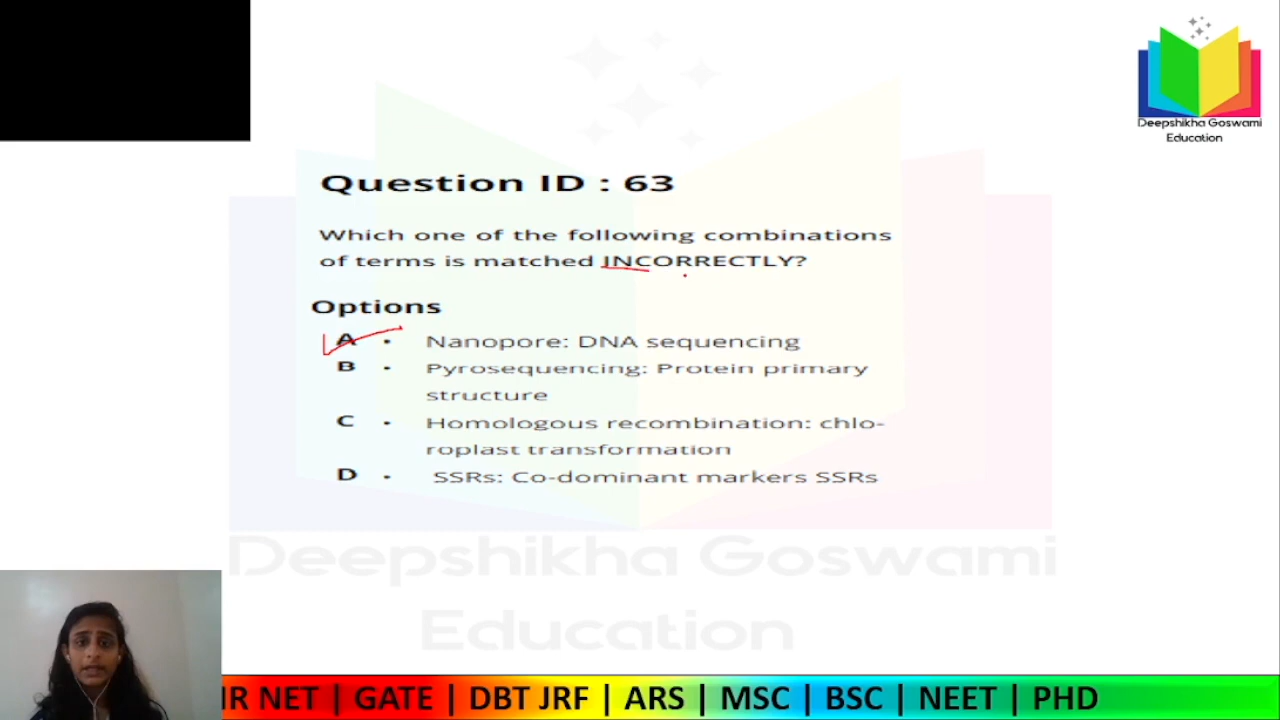 Deepshikha Goswami
Education
Question ID : 63
Which one of the following combinations
of terms is matched INCORRECTLY?
Options
A • Nanopore: DNA sequencing
B • Pyrosequencing: Protein primary
structure
C • Homologous recombination: chlo-
roplast transformation
D • SSRs: Co-dominant markers SSRs
Deepshikha Goswami
Education
IR NET | GATE | DBT JRF | ARS | MSC | BSC | NEET | PHD